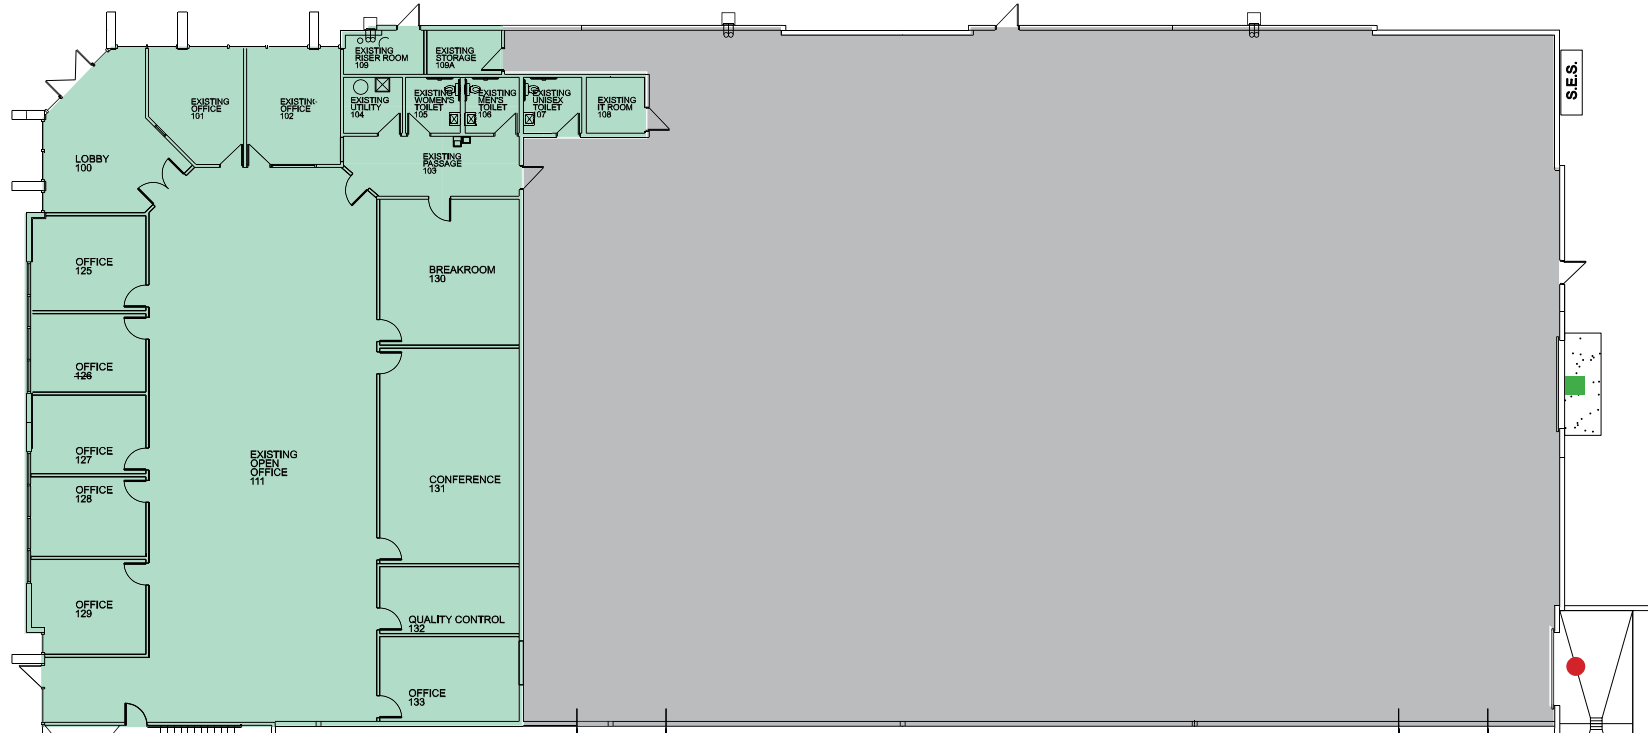 EXISTING
RISER ROOM
109
EXISTING
STORAGE
109A
S.E.S.
EXISTING
OFFICE
101
EXISTIN
OFFICE
102
EXISTING
UTILITY
104
EXISTING
WOMEN'S
TOILET
105
EXISTING
MEN'S
TOILET
106
EXISTING
UNISEX
TOILET
107
EXISTING
IT ROOM
108
LOBBY
100
EXISTING
PASSAGE
103
OFFICE
125
BREAKROOM
130
OFFICE
126
OFFICE
127
EXISTING
OPEN
OFFICE
111
CONFERENCE
131
OFFICE
128
OFFICE
129
QUALITY CONTROL
132
OFFICE
133